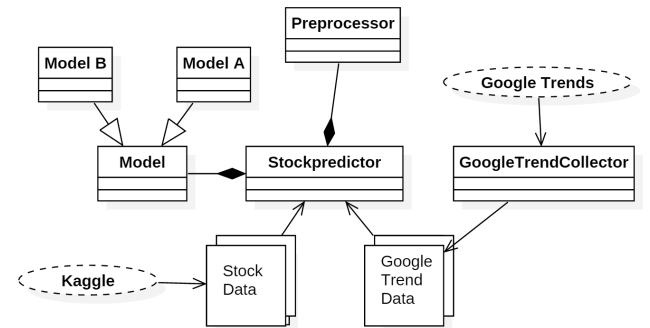 Preprocessor
Model B
Model A
Google Trends
Model
Stockpredictor
GoogleTrendCollector
Stock
Data
Google
Trend
Data
Kaggle